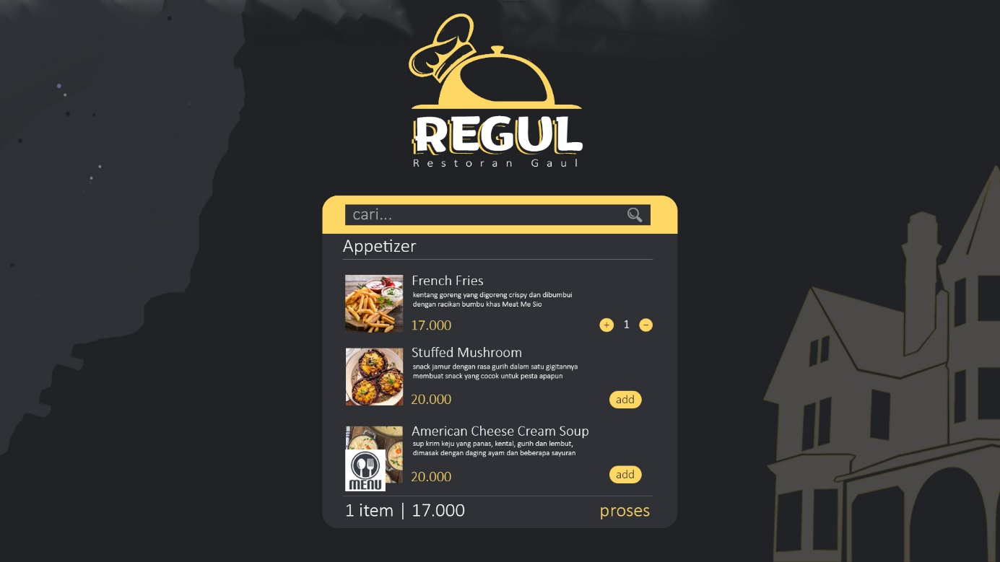 REGUL
Restoran Gaul
cari...
Appetizer
French Fries
kentang goreng yang digoreng crispy dan dibumbui
dengan racikan bumbu khas Meat Me Sio
17.000
+ 1 −
Stuffed Mushroom
snack jamur dengan rasa gurih dalam satu gigitannya
membuat snack yang cocok untuk pesta apapun
20.000
add
American Cheese Cream Soup
sup krim keju yang panas, kental, gurih dan lembut,
dimasak dengan daging ayam dan beberapa sayuran
MENU
20.000
add
1 item | 17.000
proses